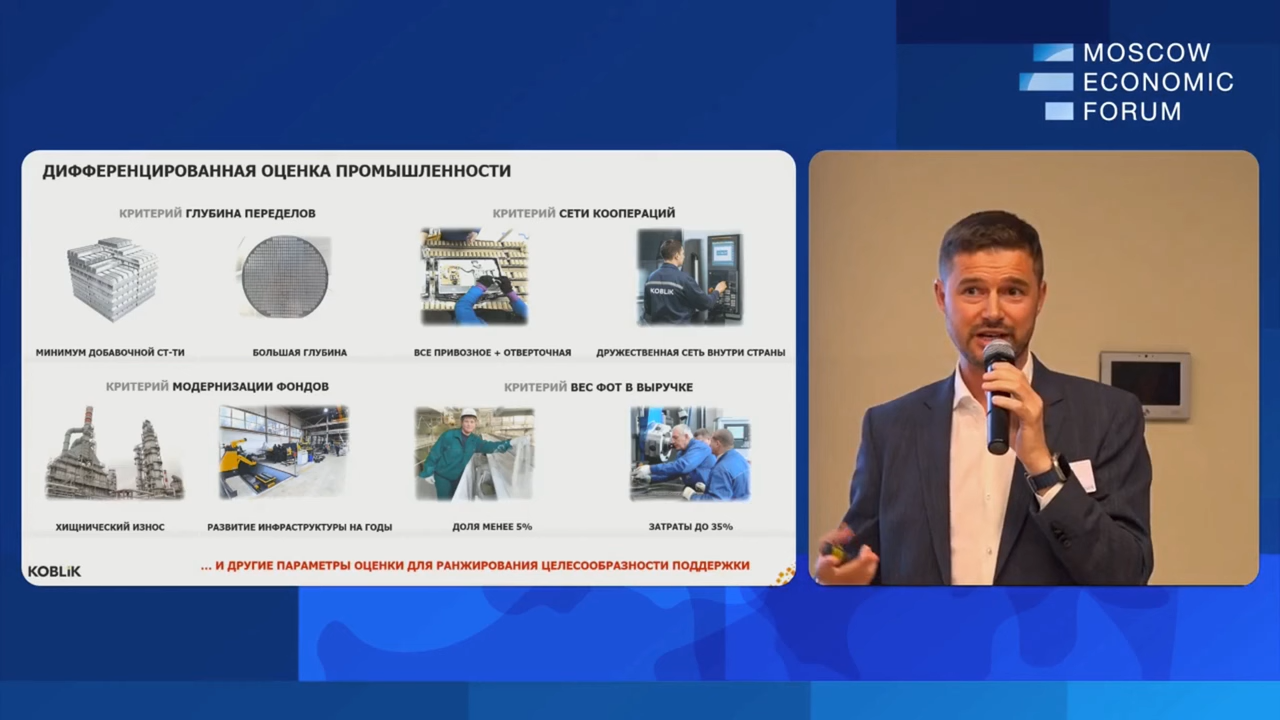 MOSCOW
ECONOMIC
FORUM
ДИФФЕРЕНЦИРОВАННАЯ ОЦЕНКА ПРОМЫШЛЕННОСТИ
КРИТЕРИЙ ГЛУБИНА ПЕРЕДЕЛОВ
КРИТЕРИЙ СЕТИ КООПЕРАЦИЙ
KOBLIK
МИНИМУМ ДОБАВОЧНОЙ СТ-ТИ
БОЛЬШАЯ ГЛУБИНА
ВСЕ ПРИВОЗНОЕ + ОТВЕРТОЧНАЯ
ДРУЖЕСТВЕННАЯ СЕТЬ ВНУТРИ СТРАНЫ
КРИТЕРИЙ МОДЕРНИЗАЦИИ ФОНДОВ
КРИТЕРИЙ ВЕС ФОТ В ВЫРУЧКЕ
ХИЩНИЧЕСКИЙ ИЗНОС
РАЗВИТИЕ ИНФРАСТРУКТУРЫ НА ГОДЫ
ДОЛЯ МЕНЕЕ 5%
ЗАТРАТЫ ДО 35%
KOBLiK
... И ДРУГИЕ ПАРАМЕТРЫ ОЦЕНКИ ДЛЯ РАНЖИРОВАНИЯ ЦЕЛЕСООБРАЗНОСТИ ПОДДЕРЖКИ